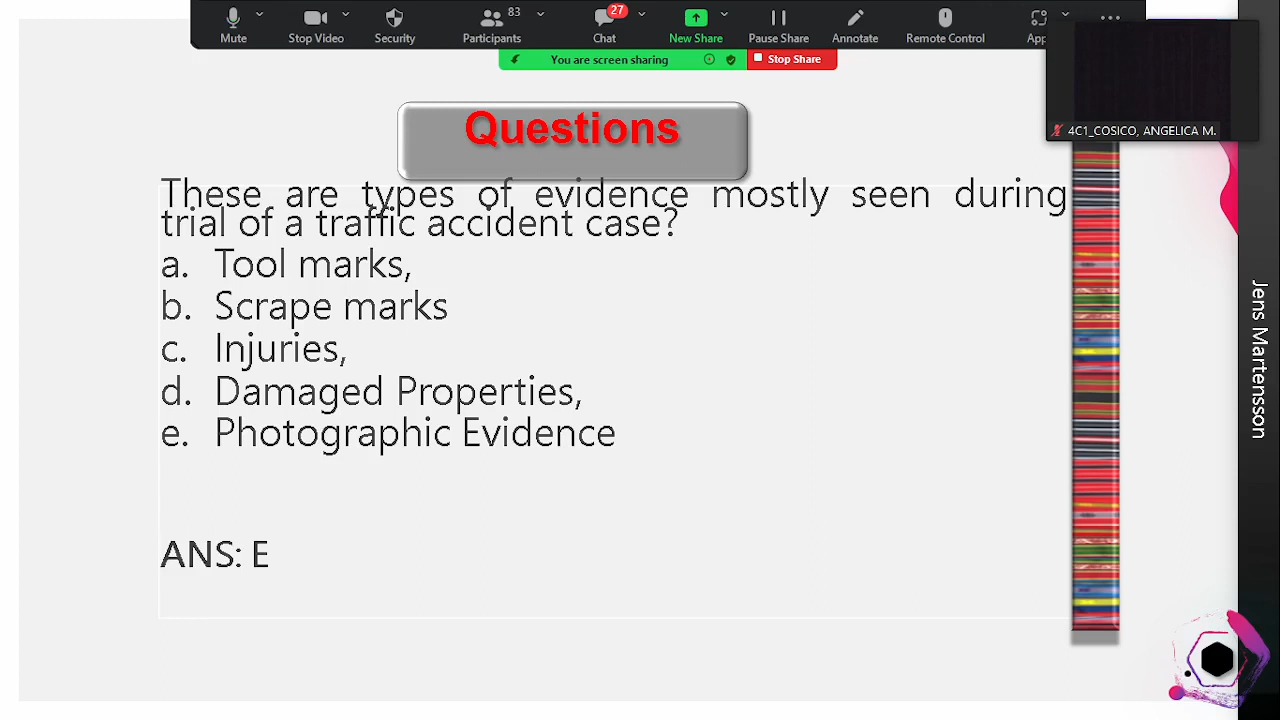 83
27
Mute
Stop Video
Security
Participants
Chat
New Share
Pause Share
Annotate
Remote Control
App
You are screen sharing
Stop Share
4C1_COSICO, ANGELICA M.
Questions
These are types of evidence mostly seen during
trial of a traffic accident case?
a. Tool marks,
b. Scrape marks
c. Injuries,
d. Damaged Properties,
e. Photographic Evidence
ANS: E
Jens Martensson